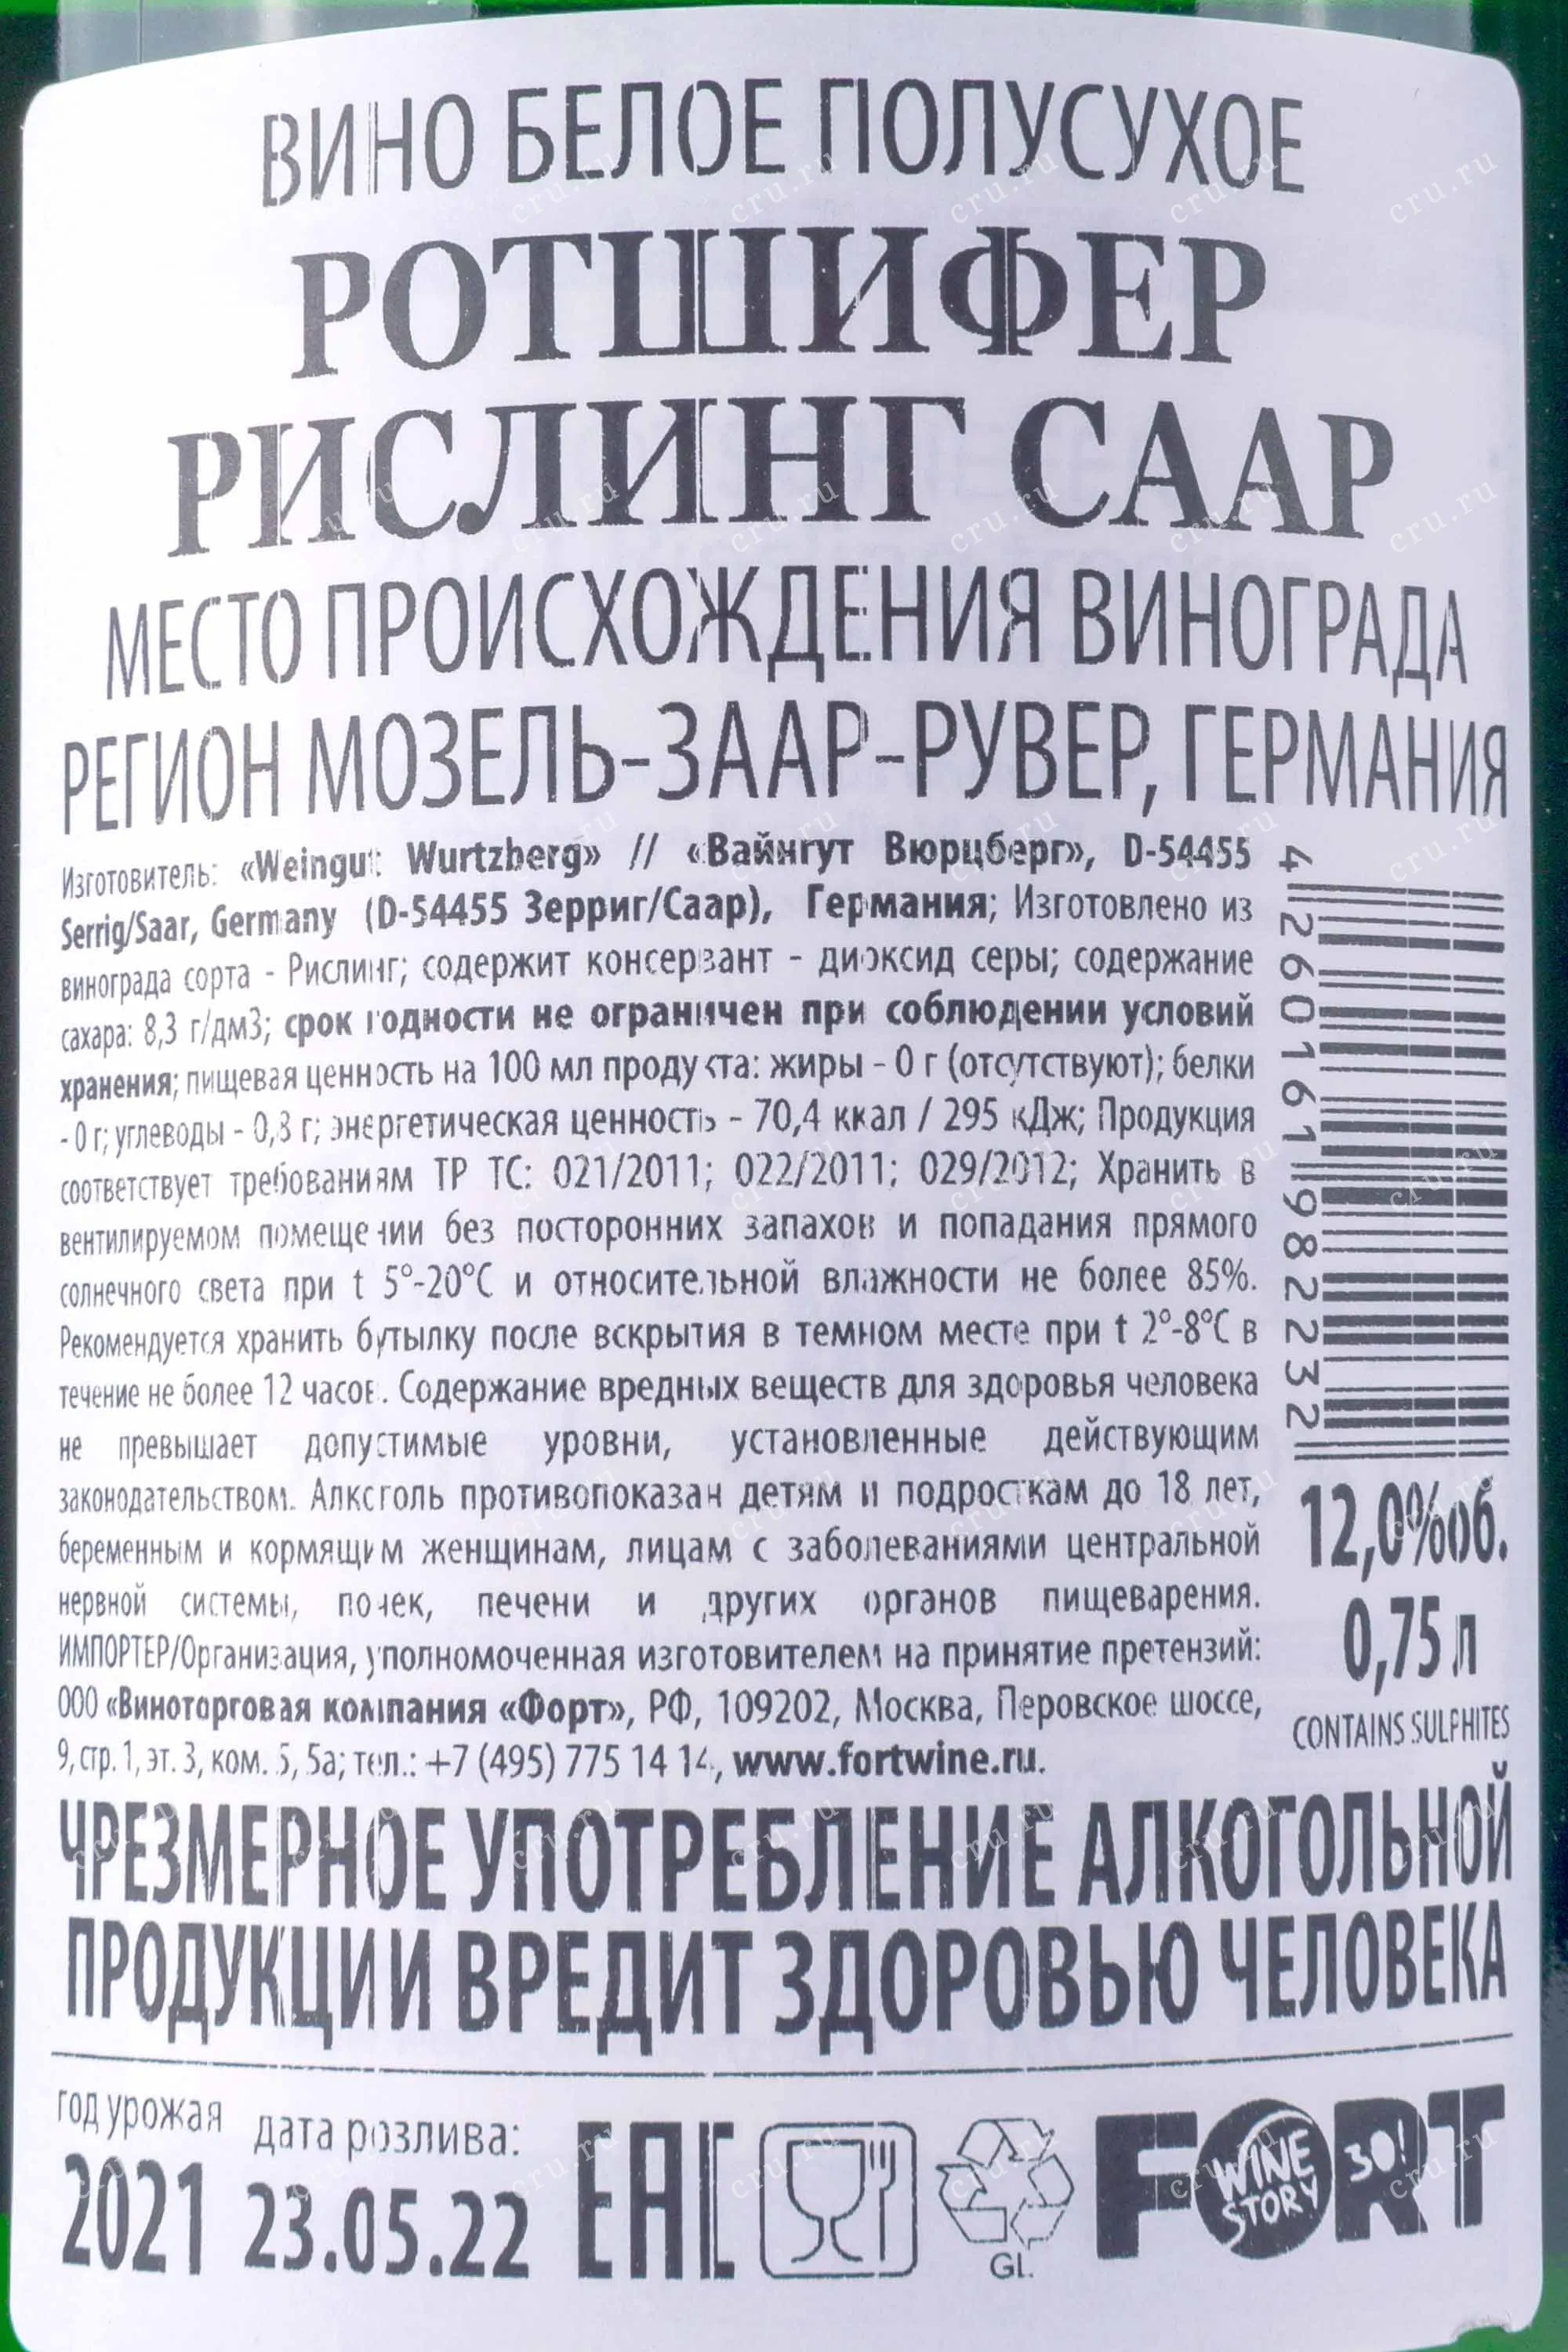 ВИНО БЕЛОЕ ПОЛУСУХОЕ
РОТШИФЕР
РИСЛИНГ СААР
МЕСТО ПРОИСХОЖДЕНИЯ ВИНОГРАДА
РЕГИОН МОЗЕЛЬ-ЗААР-РУВЕР, ГЕРМАНИЯ
Изготовитель: «Weingut Wurtzberg» // «Вайнгут Вюрцберг», D-54455
Serrig/Saar, Germany (D-54455 Зерриг/Саар), Германия; Изготовлено из
винограда сорта - Рислинг; содержит консервант - диоксид серы; содержание
сахара: 8,3 г/дм3; срок годности не ограничен при соблюдении условий
хранения; пищевая ценность на 100 мл продукта: жиры - 0 г (отсутствуют); белки
- 0 г; углеводы - 0,8 г; энергетическая ценность - 70,4 ккал / 295 кДж; Продукция
соответствует требованиям ТР ТС: 021/2011; 022/2011; 029/2012; Хранить в
вентилируемом помещении без посторонних запахов и попадания прямого
солнечного света при t 5°-20°C и относительной влажности не более 85%.
Рекомендуется хранить бутылку после вскрытия в темном месте при t 2°-8°C в
течение не более 12 часов. Содержание вредных веществ для здоровья человека
не превышает допустимые уровни, установленные действующим
законодательством. Алкоголь противопоказан детям и подросткам до 18 лет,
беременным и кормящим женщинам, лицам с заболеваниями центральной
нервной системы, почек, печени и других органов пищеварения.
ИМПОРТЕР/Организация, уполномоченная изготовителем на принятие претензий:
ООО «Виноторговая компания «Форт», РФ, 109202, Москва, Перовское шоссе,
9, стр. 1, эт. 3, ком. 5, 5а; тел.: +7 (495) 775 14 14, www.fortwine.ru.
4 260161 982232
12,0%об.
0,75 л
CONTAINS SULPHITES
ЧРЕЗМЕРНОЕ УПОТРЕБЛЕНИЕ АЛКОГОЛЬНОЙ
ПРОДУКЦИИ ВРЕДИТ ЗДОРОВЬЮ ЧЕЛОВЕКА
год урожая
2021
дата розлива:
23.05.22
ЕАС
GL
FORT
WINE
STORY
30!
cru.ru